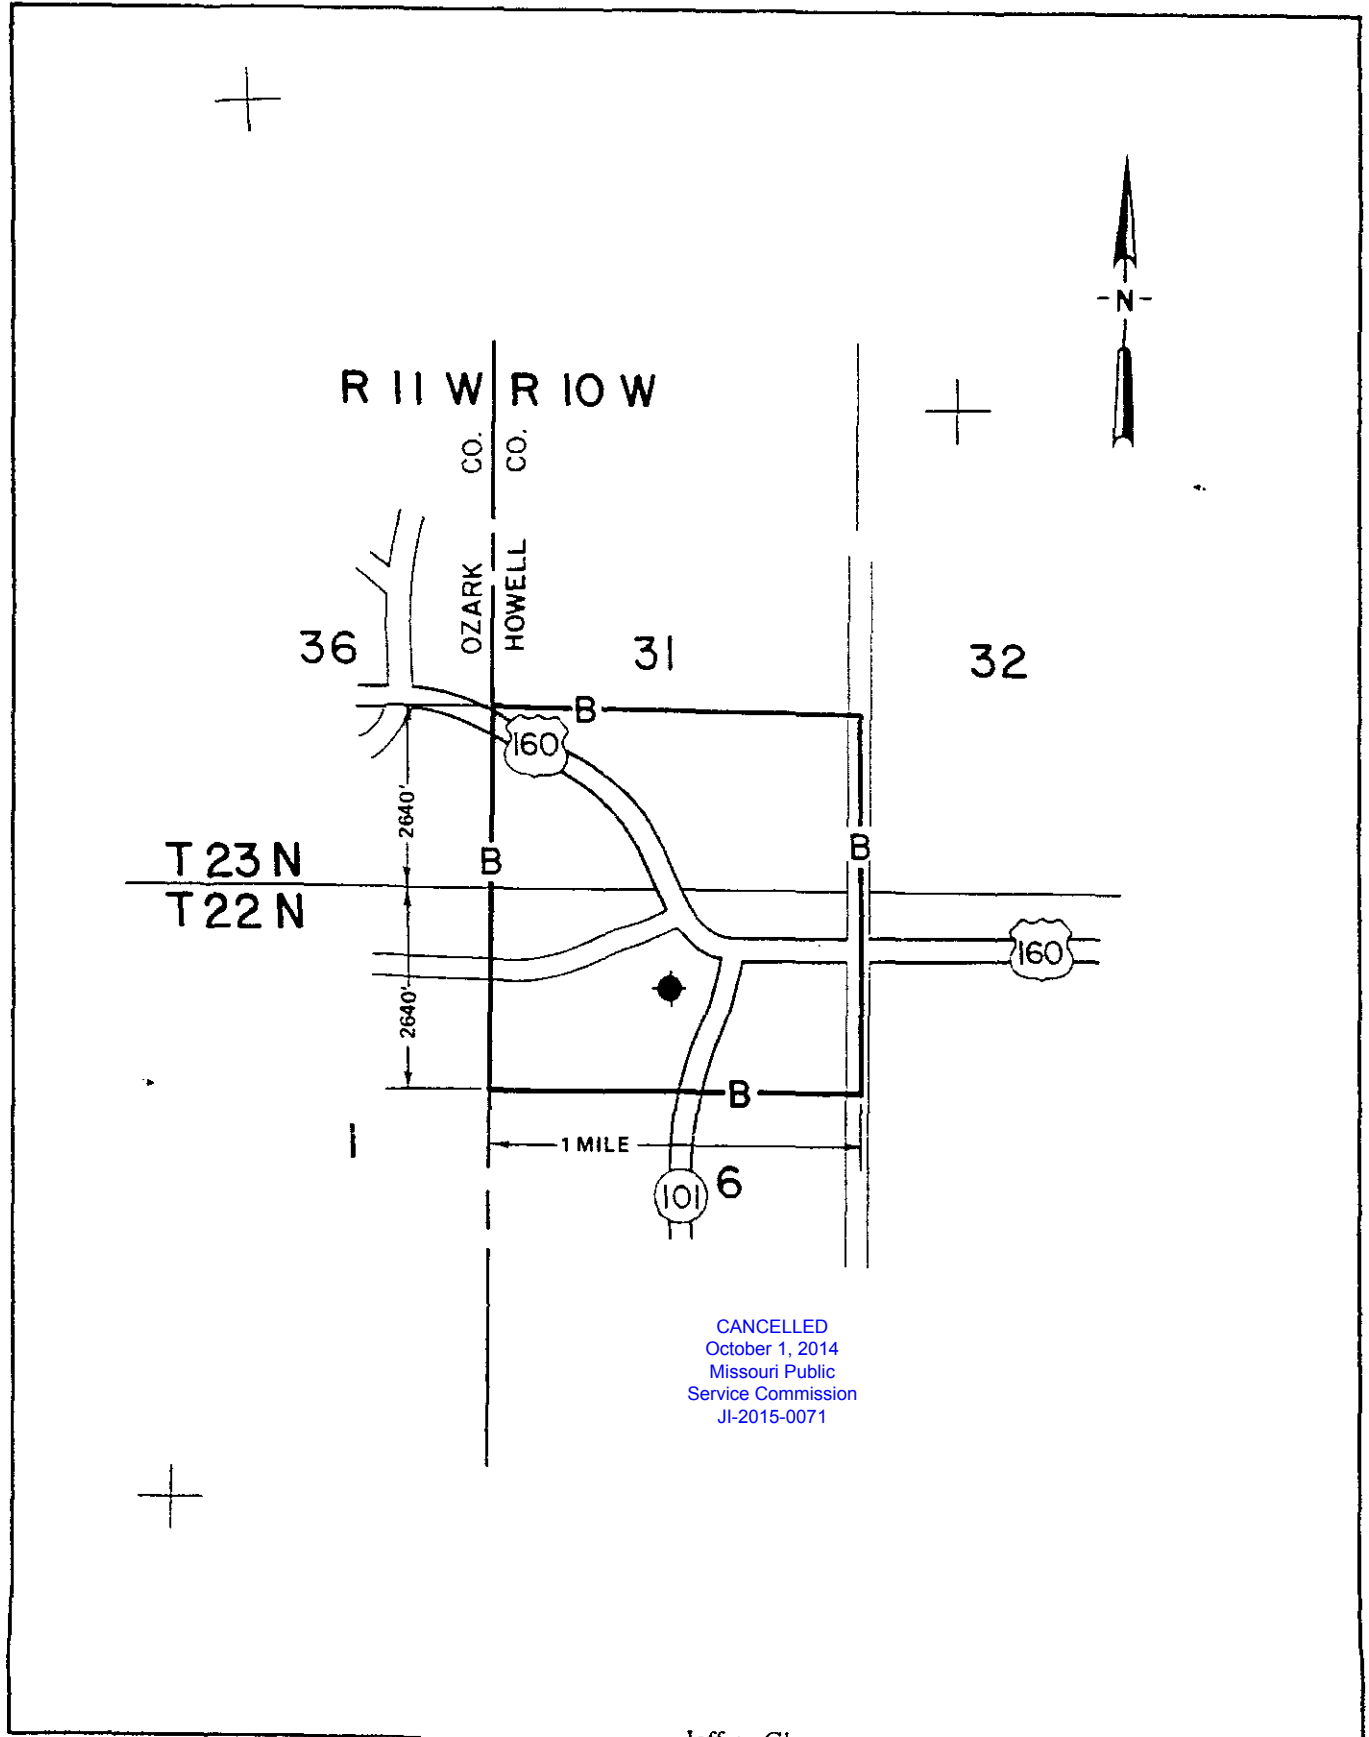 -N-
R 11 W R 10 W
OZARK CO.
HOWELL CO.
36
31
32
B
160
2640'
T 23 N
B
B
T 22 N
160
2640'
B
1
1 MILE
101
6
CANCELLED
October 1, 2014
Missouri Public
Service Commission
JI-2015-0071